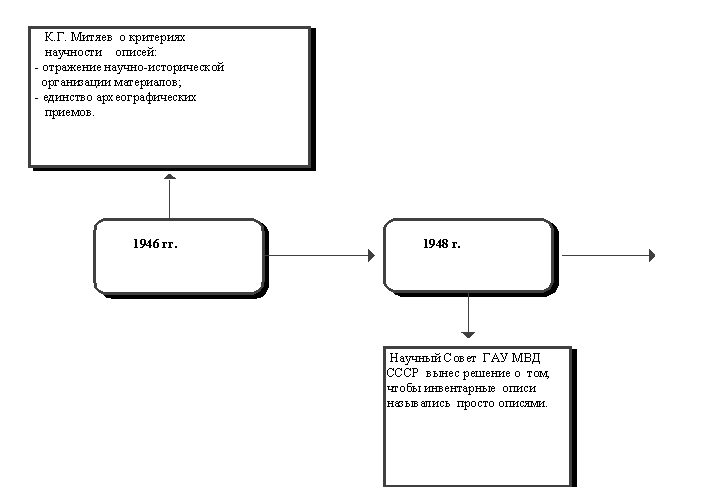 К.Г. Митяев о критериях
научности описей:
- отражение научно-исторической
организации материалов;
- единство археографических
приемов.
1946 гг.
1948 г.
Научный Совет ГАУ МВД
СССР вынес решение о том,
чтобы инвентарные описи
назывались просто описями.